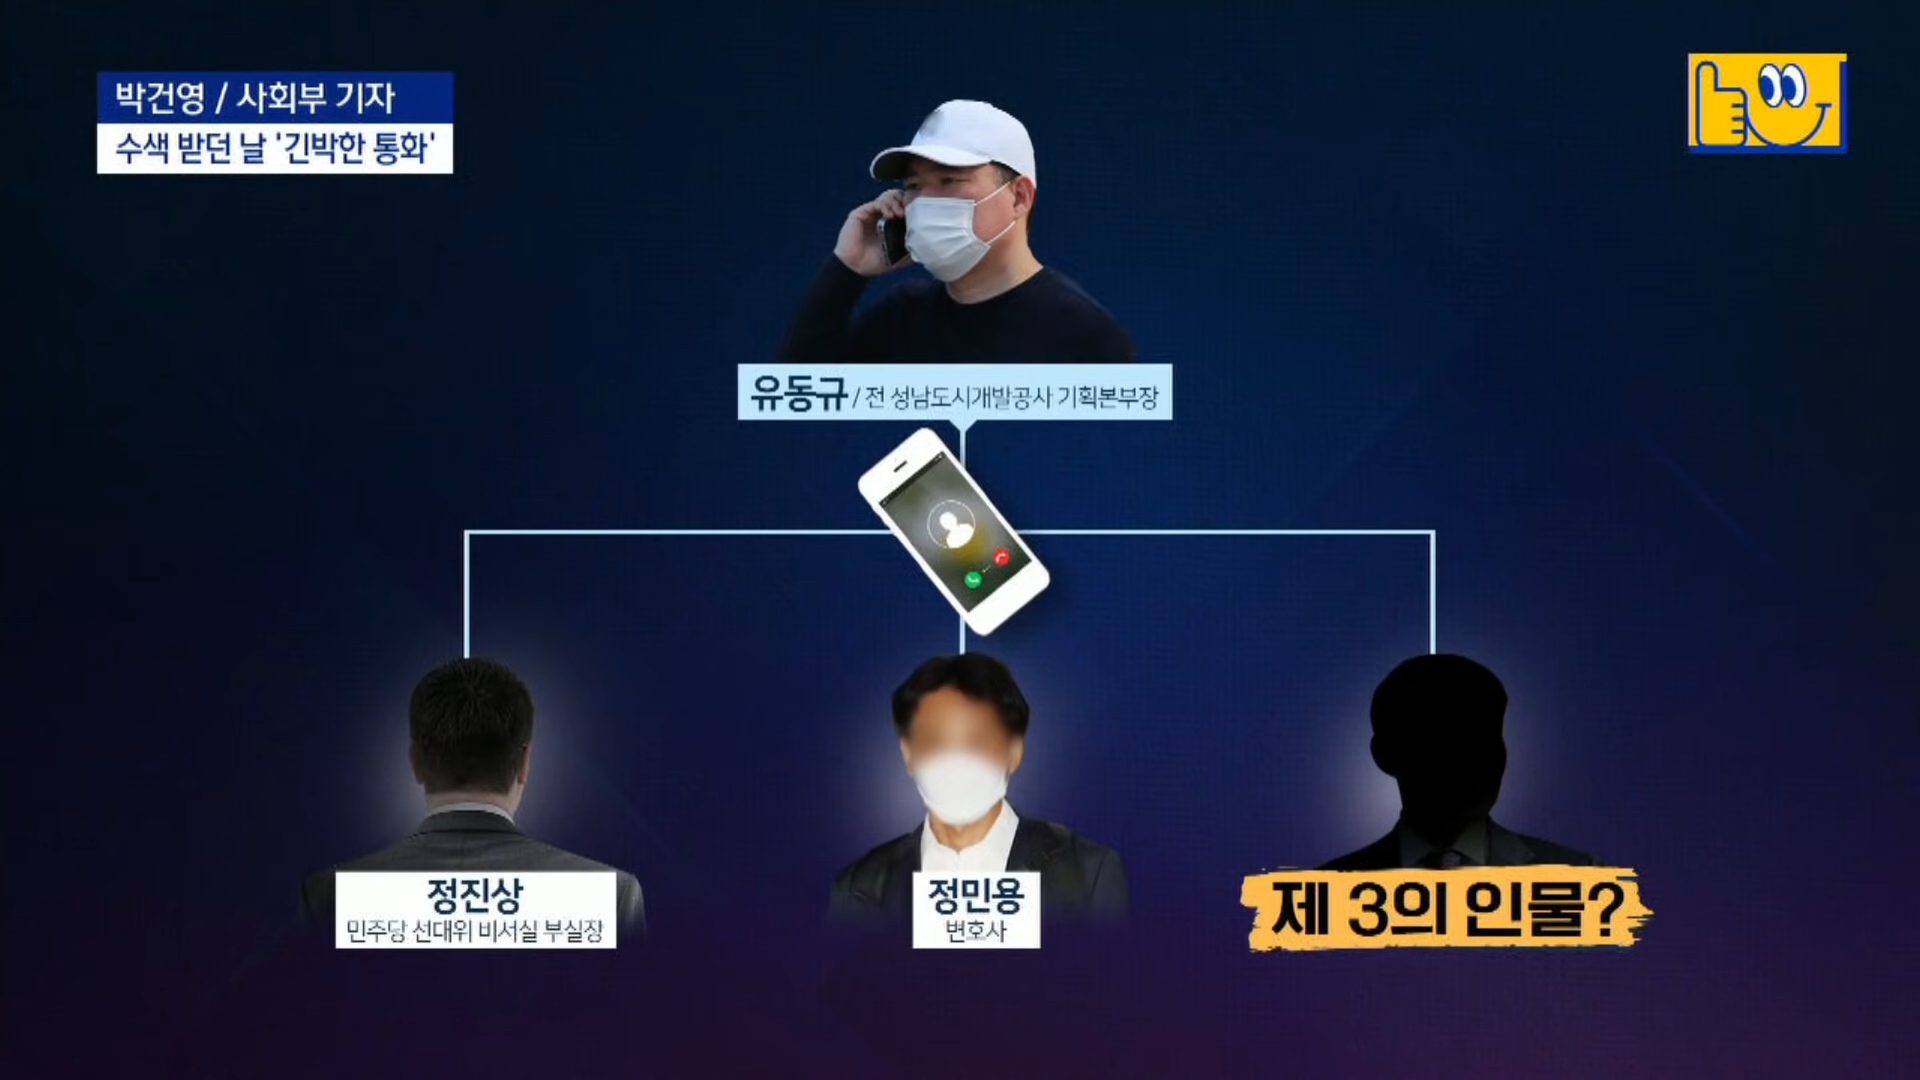 박건영 / 사회부 기자
수색 받던 날 '긴박한 통화'
유동규 / 전 성남도시개발공사 기획본부장
정진상
민주당 선대위 비서실 부실장
정민용
변호사
제 3의 인물?